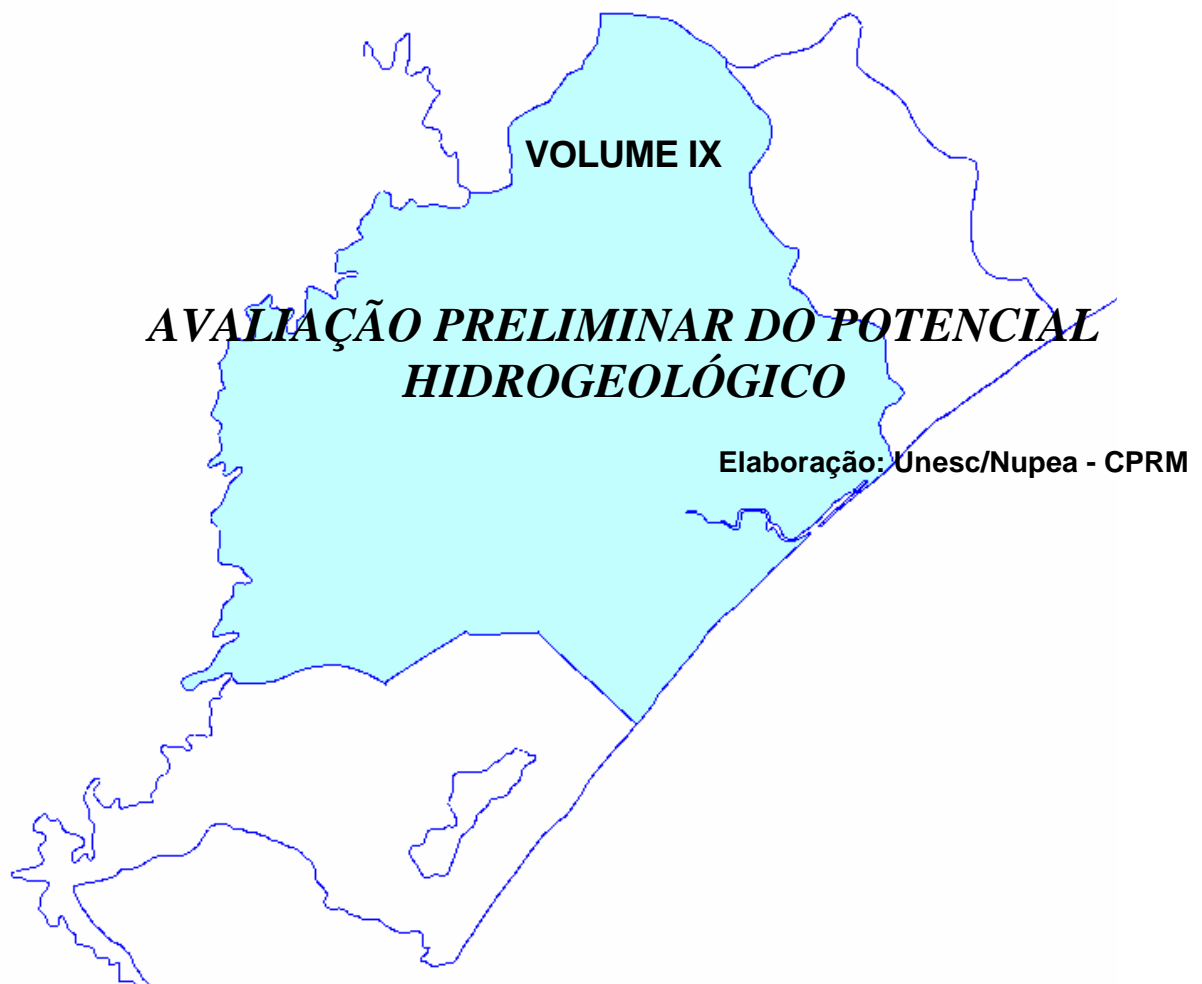 VOLUME IX
AVALIAÇÃO PRELIMINAR DO POTENCIAL
HIDROGEOLÓGICO
Elaboração: Unesc/Nupea - CPRM